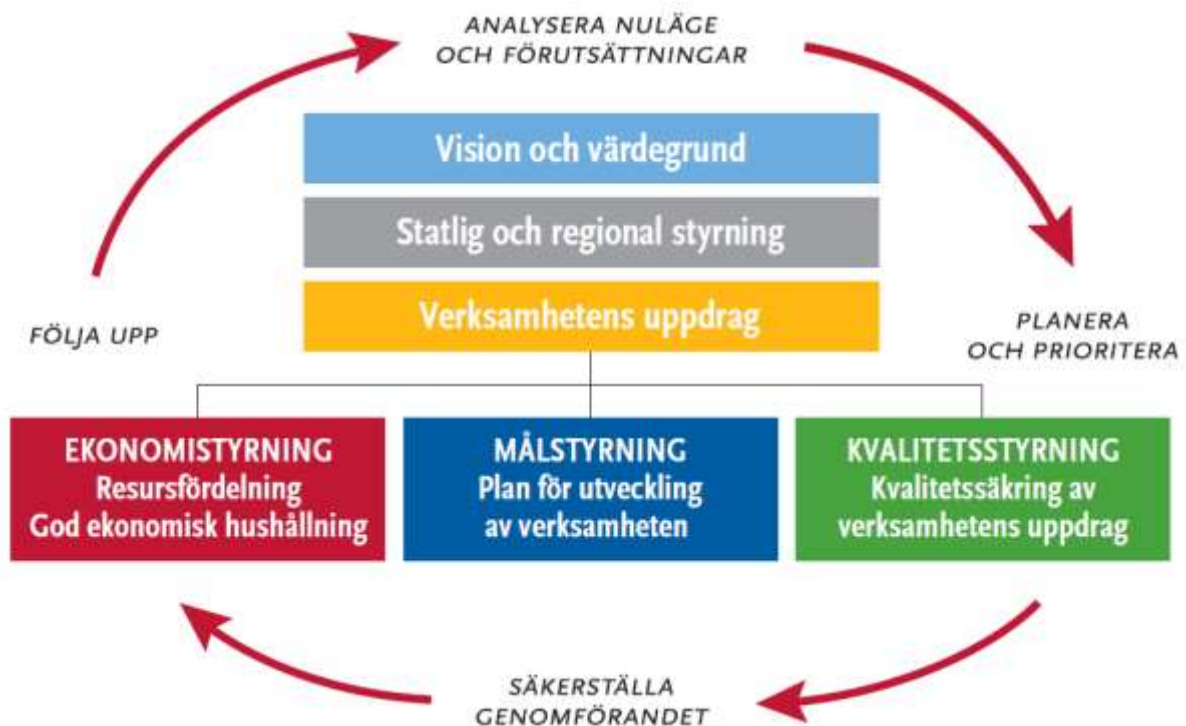 ANALYSERA NULÄGE
OCH FÖRUTSÄTTNINGAR
Vision och värdegrund
Statlig och regional styrning
Verksamhetens uppdrag
FÖLJA UPP
PLANERA
OCH PRIORITERA
EKONOMISTYRNING
Resursfördelning
God ekonomisk hushållning
MÅLSTYRNING
Plan för utveckling
av verksamheten
KVALITETSSTYRNING
Kvalitetssäkring av
verksamhetens uppdrag
SÄKERSTÄLLA
GENOMFÖRANDET